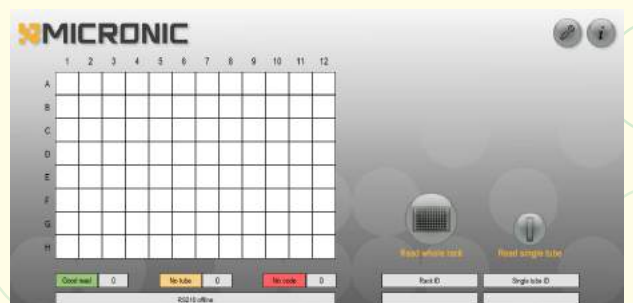 MICRONIC
1 2 3 4 5 6 7 8 9 10 11 12
A
B
C
D
E
F
G
H
Read whole rack
Read single tube
Good read 0 No tube 0 No code 0 Rack ID Single tube ID
RS210 offline